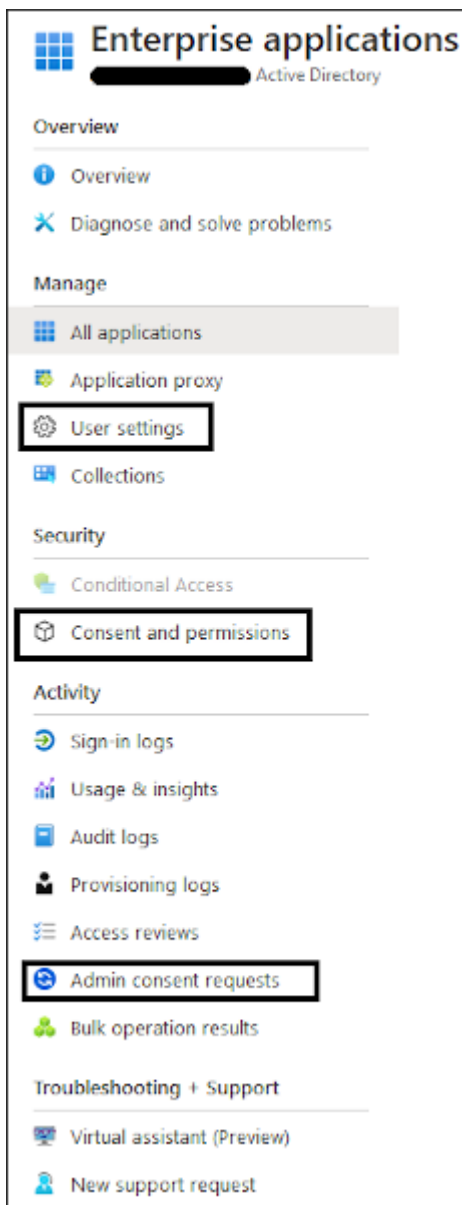 Enterprise applications
Active Directory
Overview
Overview
Diagnose and solve problems
Manage
All applications
Application proxy
User settings
Collections
Security
Conditional Access
Consent and permissions
Activity
Sign-in logs
Usage & insights
Audit logs
Provisioning logs
Access reviews
Admin consent requests
Bulk operation results
Troubleshooting + Support
Virtual assistant (Preview)
New support request